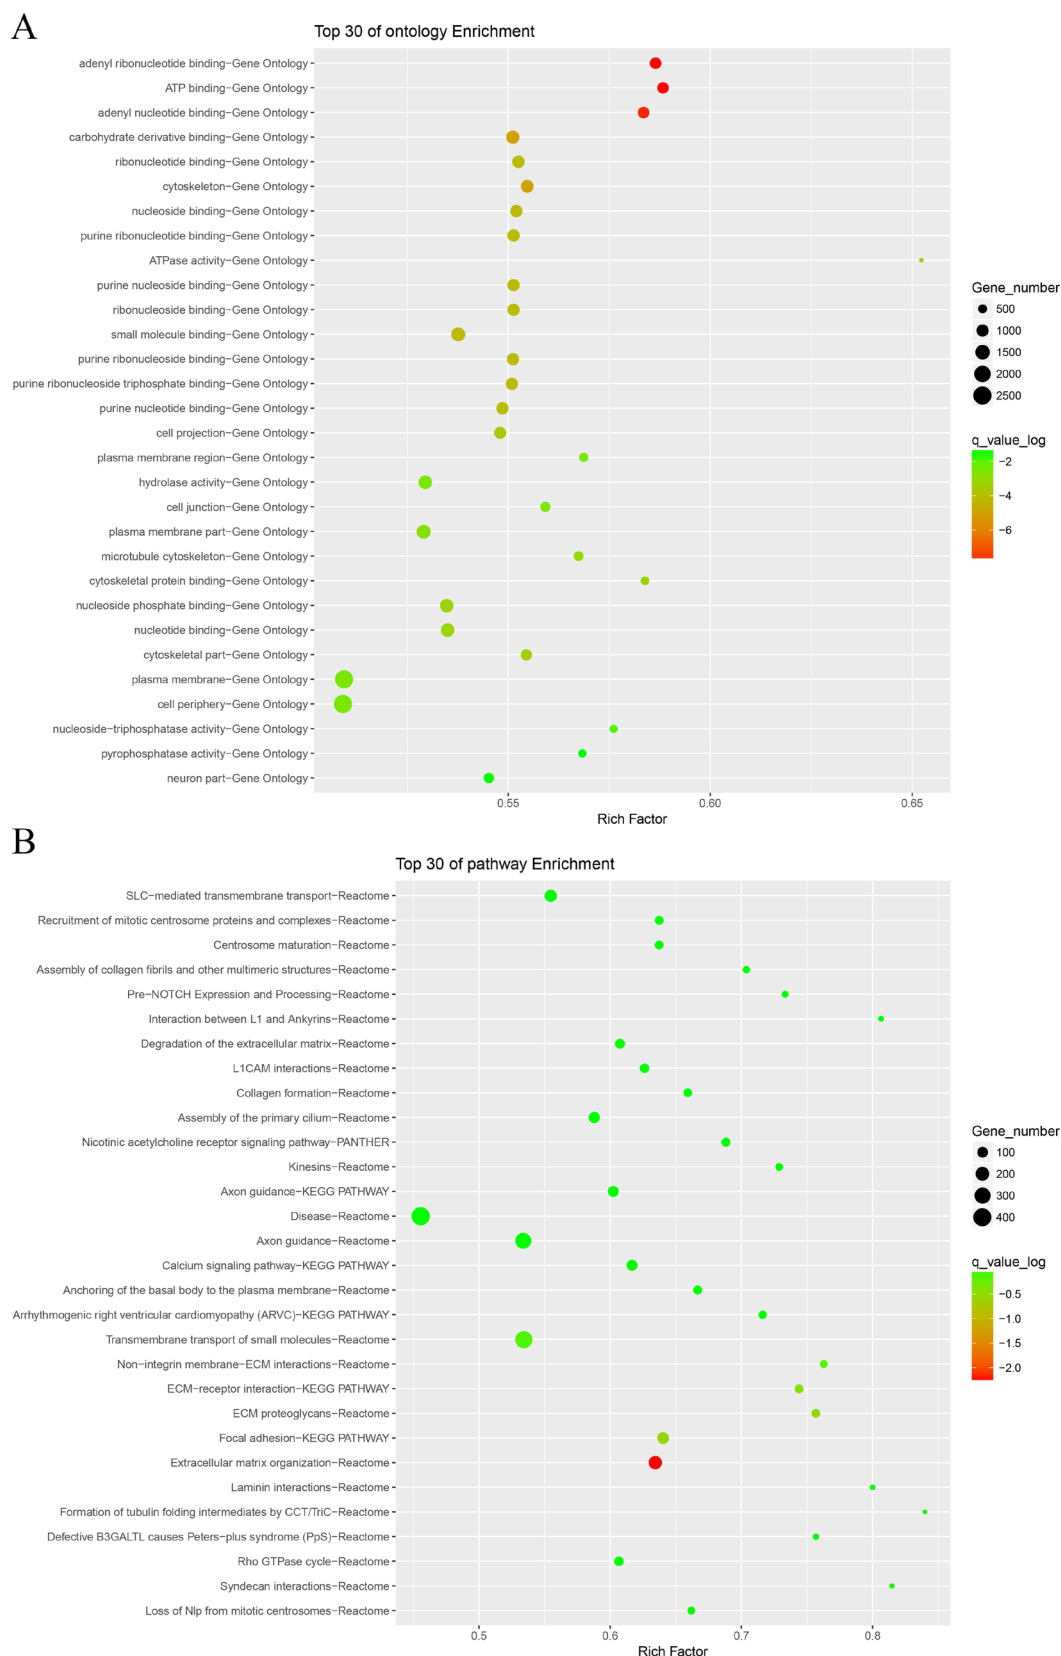 A
Top 30 of ontology Enrichment
adenyl ribonucleotide binding−Gene Ontology
ATP binding−Gene Ontology
adenyl nucleotide binding−Gene Ontology
carbohydrate derivative binding−Gene Ontology
ribonucleotide binding−Gene Ontology
cytoskeleton−Gene Ontology
nucleoside binding−Gene Ontology
purine ribonucleotide binding−Gene Ontology
ATPase activity−Gene Ontology
purine nucleoside binding−Gene Ontology
ribonucleoside binding−Gene Ontology
small molecule binding−Gene Ontology
purine ribonucleoside binding−Gene Ontology
purine ribonucleoside triphosphate binding−Gene Ontology
purine nucleotide binding−Gene Ontology
cell projection−Gene Ontology
plasma membrane region−Gene Ontology
hydrolase activity−Gene Ontology
cell junction−Gene Ontology
plasma membrane part−Gene Ontology
microtubule cytoskeleton−Gene Ontology
cytoskeletal protein binding−Gene Ontology
nucleoside phosphate binding−Gene Ontology
nucleotide binding−Gene Ontology
cytoskeletal part−Gene Ontology
plasma membrane−Gene Ontology
cell periphery−Gene Ontology
nucleoside−triphosphatase activity−Gene Ontology
pyrophosphatase activity−Gene Ontology
neuron part−Gene Ontology
0.55 0.60 0.65
Rich Factor
Gene_number
500
1000
1500
2000
2500
q_value_log
−2
−4
−6
B
Top 30 of pathway Enrichment
SLC−mediated transmembrane transport−Reactome
Recruitment of mitotic centrosome proteins and complexes−Reactome
Centrosome maturation−Reactome
Assembly of collagen fibrils and other multimeric structures−Reactome
Pre−NOTCH Expression and Processing−Reactome
Interaction between L1 and Ankyrins−Reactome
Degradation of the extracellular matrix−Reactome
L1CAM interactions−Reactome
Collagen formation−Reactome
Assembly of the primary cilium−Reactome
Nicotinic acetylcholine receptor signaling pathway−PANTHER
Kinesins−Reactome
Axon guidance−KEGG PATHWAY
Disease−Reactome
Axon guidance−Reactome
Calcium signaling pathway−KEGG PATHWAY
Anchoring of the basal body to the plasma membrane−Reactome
Arrhythmogenic right ventricular cardiomyopathy (ARVC)−KEGG PATHWAY
Transmembrane transport of small molecules−Reactome
Non−integrin membrane−ECM interactions−Reactome
ECM−receptor interaction−KEGG PATHWAY
ECM proteoglycans−Reactome
Focal adhesion−KEGG PATHWAY
Extracellular matrix organization−Reactome
Laminin interactions−Reactome
Formation of tubulin folding intermediates by CCT/TriC−Reactome
Defective B3GALTL causes Peters−plus syndrome (PpS)−Reactome
Rho GTPase cycle−Reactome
Syndecan interactions−Reactome
Loss of Nlp from mitotic centrosomes−Reactome
0.5 0.6 0.7 0.8
Rich Factor
Gene_number
100
200
300
400
q_value_log
−0.5
−1.0
−1.5
−2.0